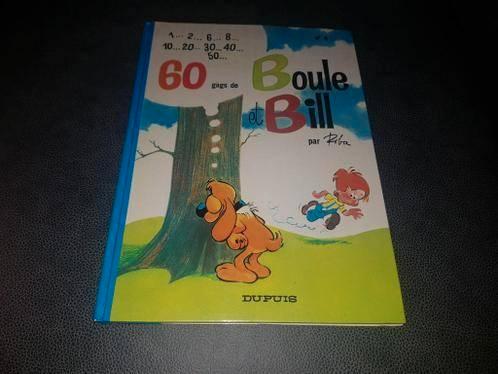 1... 2... 6... 8...
10... 20... 30... 40...
50...
60 gags de Boule
et Bill
par Roba
DUPUIS